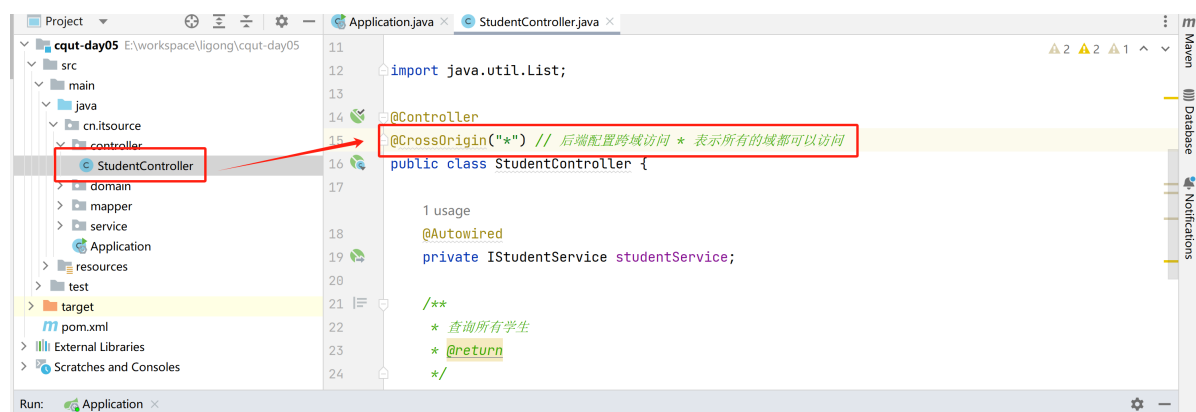 Project
Application.java
StudentController.java
cqut-day05 E:\workspace\ligong\cqut-day05
src
main
java
cn.itsource
controller
StudentController
domain
mapper
service
Application
resources
test
target
pom.xml
External Libraries
Scratches and Consoles
11
12 import java.util.List;
13
14 @Controller
15 @CrossOrigin("*") // 后端配置跨域访问 * 表示所有的域都可以访问
16 public class StudentController {
17
1 usage
18 @Autowired
19 private IStudentService studentService;
20
21 /**
22 * 查询所有学生
23 * @return
24 */
2 2 1
Maven
Database
Notifications
Run: Application